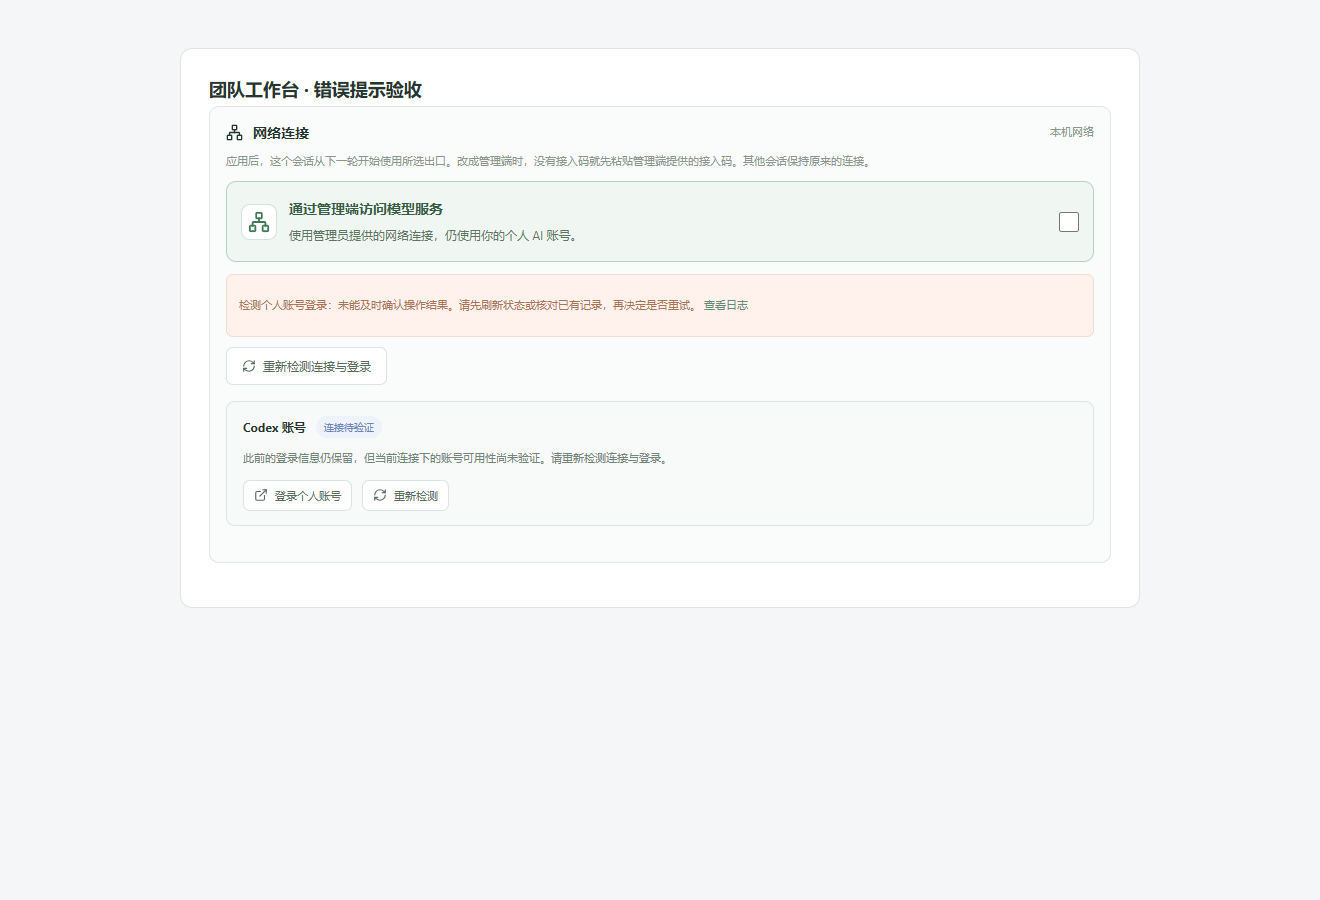 团队工作台 · 错误提示验收
网络连接
本机网络
应用后，这个会话从下一轮开始使用所选出口。改成管理端时，没有接入码就先粘贴管理端提供的接入码。其他会话保持原来的连接。
通过管理端访问模型服务
使用管理员提供的网络连接，仍使用你的个人 AI 账号。
检测个人账号登录：未能及时确认操作结果。请先刷新状态或核对已有记录，再决定是否重试。 查看日志
重新检测连接与登录
Codex 账号 连接待验证
此前的登录信息仍保留，但当前连接下的账号可用性尚未验证。请重新检测连接与登录。
登录个人账号 重新检测